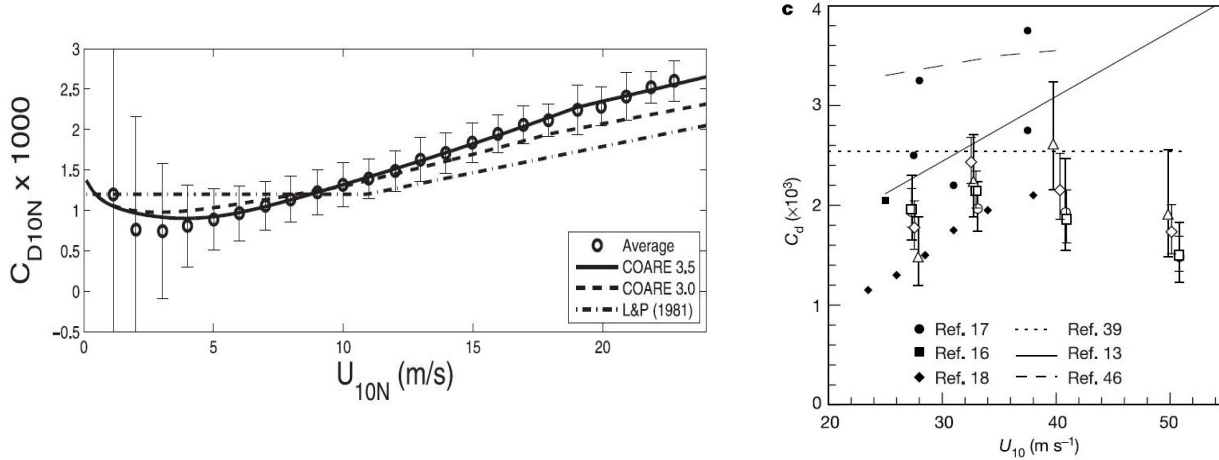 3
2.5
2
1.5
1
0.5
0
−0.5
C_D10N x 1000
0 5 10 15 20
U_10N (m/s)
Average
COARE 3.5
COARE 3.0
L&P (1981)
c
4
3
2
1
0
C_d (×10³)
Ref. 17 Ref. 39
Ref. 16 Ref. 13
Ref. 18 Ref. 46
20 30 40 50
U_10 (m s⁻¹)